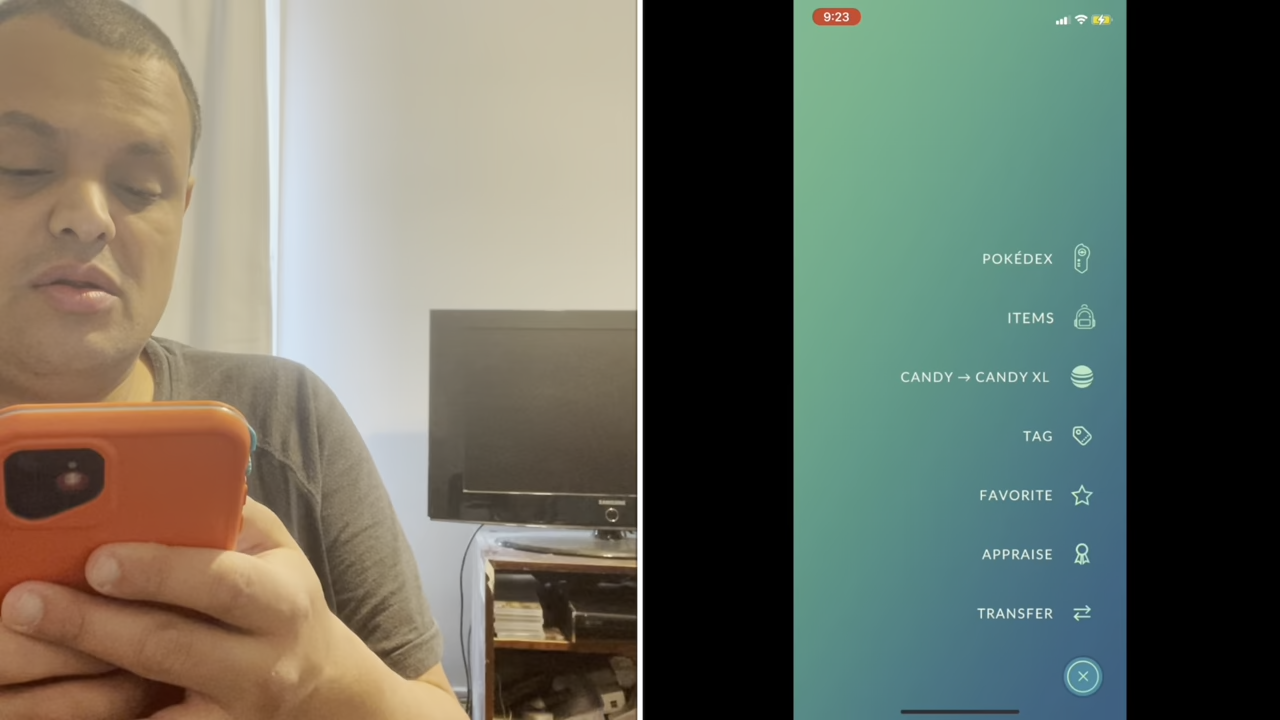 9:23
POKÉDEX
ITEMS
CANDY → CANDY XL
TAG
FAVORITE
APPRAISE
TRANSFER